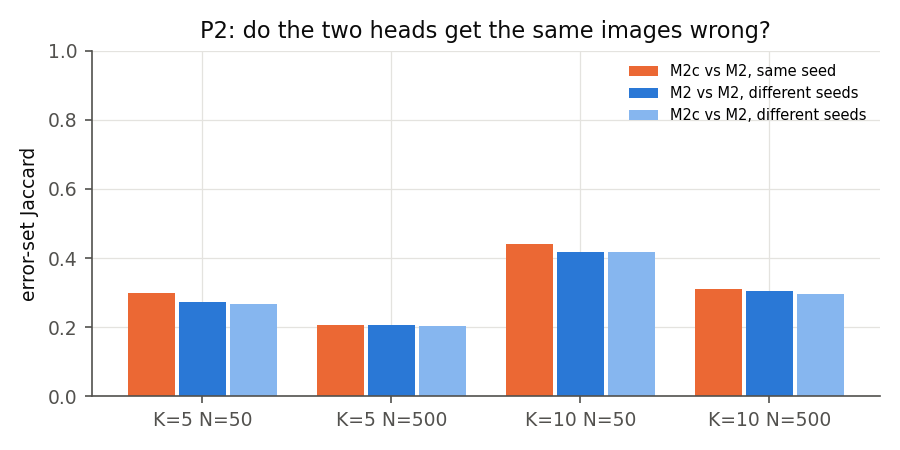 P2: do the two heads get the same images wrong?
1.0
0.8
0.6
0.4
0.2
0.0
error-set Jaccard
M2c vs M2, same seed
M2 vs M2, different seeds
M2c vs M2, different seeds
K=5 N=50
K=5 N=500
K=10 N=50
K=10 N=500